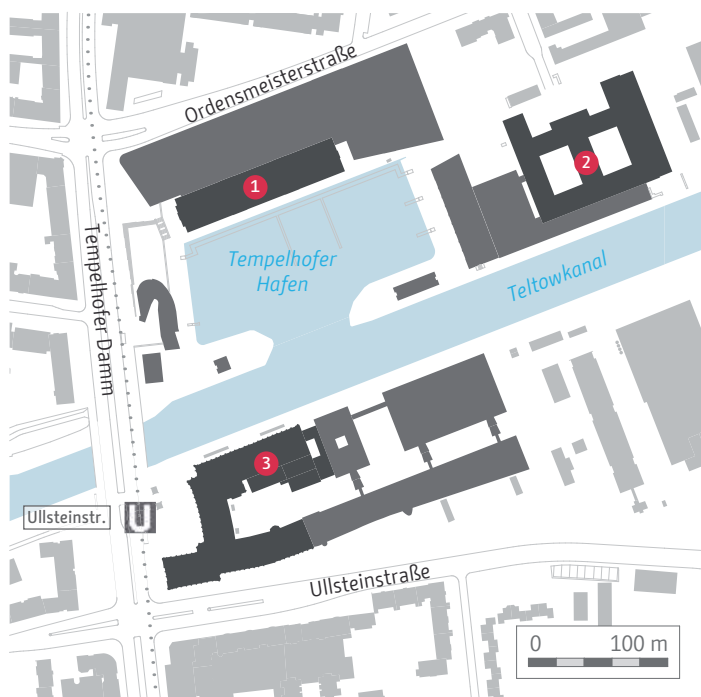 Ordensmeisterstraße
1
2
Tempelhofer Damm
Tempelhofer
Hafen
Teltowkanal
3
Ullsteinstr.
U
Ullsteinstraße
0 100 m